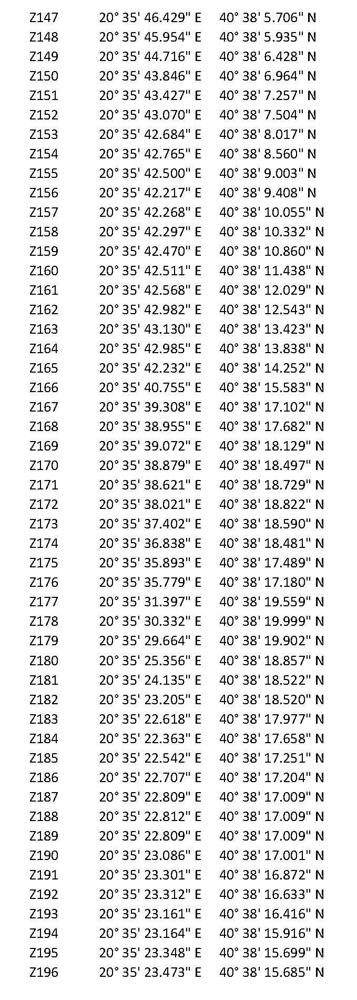 Z147 20° 35' 46.429" E 40° 38' 5.706" N
Z148 20° 35' 45.954" E 40° 38' 5.935" N
Z149 20° 35' 44.716" E 40° 38' 6.428" N
Z150 20° 35' 43.846" E 40° 38' 6.964" N
Z151 20° 35' 43.427" E 40° 38' 7.257" N
Z152 20° 35' 43.070" E 40° 38' 7.504" N
Z153 20° 35' 42.684" E 40° 38' 8.017" N
Z154 20° 35' 42.765" E 40° 38' 8.560" N
Z155 20° 35' 42.500" E 40° 38' 9.003" N
Z156 20° 35' 42.217" E 40° 38' 9.408" N
Z157 20° 35' 42.268" E 40° 38' 10.055" N
Z158 20° 35' 42.297" E 40° 38' 10.332" N
Z159 20° 35' 42.470" E 40° 38' 10.860" N
Z160 20° 35' 42.511" E 40° 38' 11.438" N
Z161 20° 35' 42.568" E 40° 38' 12.029" N
Z162 20° 35' 42.982" E 40° 38' 12.543" N
Z163 20° 35' 43.130" E 40° 38' 13.423" N
Z164 20° 35' 42.985" E 40° 38' 13.838" N
Z165 20° 35' 42.232" E 40° 38' 14.252" N
Z166 20° 35' 40.755" E 40° 38' 15.583" N
Z167 20° 35' 39.308" E 40° 38' 17.102" N
Z168 20° 35' 38.955" E 40° 38' 17.682" N
Z169 20° 35' 39.072" E 40° 38' 18.129" N
Z170 20° 35' 38.879" E 40° 38' 18.497" N
Z171 20° 35' 38.621" E 40° 38' 18.729" N
Z172 20° 35' 38.021" E 40° 38' 18.822" N
Z173 20° 35' 37.402" E 40° 38' 18.590" N
Z174 20° 35' 36.838" E 40° 38' 18.481" N
Z175 20° 35' 35.893" E 40° 38' 17.489" N
Z176 20° 35' 35.779" E 40° 38' 17.180" N
Z177 20° 35' 31.397" E 40° 38' 19.559" N
Z178 20° 35' 30.332" E 40° 38' 19.999" N
Z179 20° 35' 29.664" E 40° 38' 19.902" N
Z180 20° 35' 25.356" E 40° 38' 18.857" N
Z181 20° 35' 24.135" E 40° 38' 18.522" N
Z182 20° 35' 23.205" E 40° 38' 18.520" N
Z183 20° 35' 22.618" E 40° 38' 17.977" N
Z184 20° 35' 22.363" E 40° 38' 17.658" N
Z185 20° 35' 22.542" E 40° 38' 17.251" N
Z186 20° 35' 22.707" E 40° 38' 17.204" N
Z187 20° 35' 22.809" E 40° 38' 17.009" N
Z188 20° 35' 22.812" E 40° 38' 17.009" N
Z189 20° 35' 22.809" E 40° 38' 17.009" N
Z190 20° 35' 23.086" E 40° 38' 17.001" N
Z191 20° 35' 23.301" E 40° 38' 16.872" N
Z192 20° 35' 23.312" E 40° 38' 16.633" N
Z193 20° 35' 23.161" E 40° 38' 16.416" N
Z194 20° 35' 23.164" E 40° 38' 15.916" N
Z195 20° 35' 23.348" E 40° 38' 15.699" N
Z196 20° 35' 23.473" E 40° 38' 15.685" N